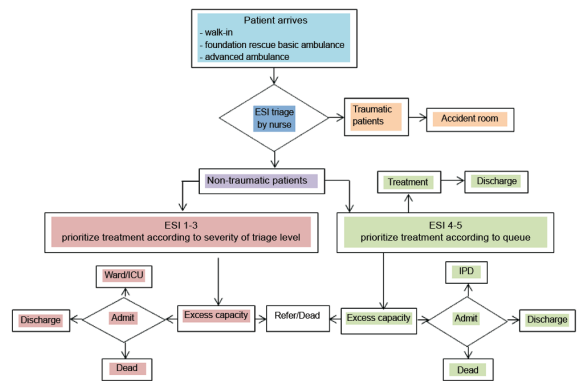 Patient arrives
- walk-in
- foundation rescue basic ambulance
- advanced ambulance
ESI triage
by nurse
Traumatic
patients
Accident room
Non-traumatic patients
Treatment
Discharge
ESI 1-3
prioritize treatment according to severity of triage level
ESI 4-5
prioritize treatment according to queue
Ward/ICU
IPD
Discharge
Admit
Excess capacity
Refer/Dead
Excess capacity
Admit
Discharge
Dead
Dead